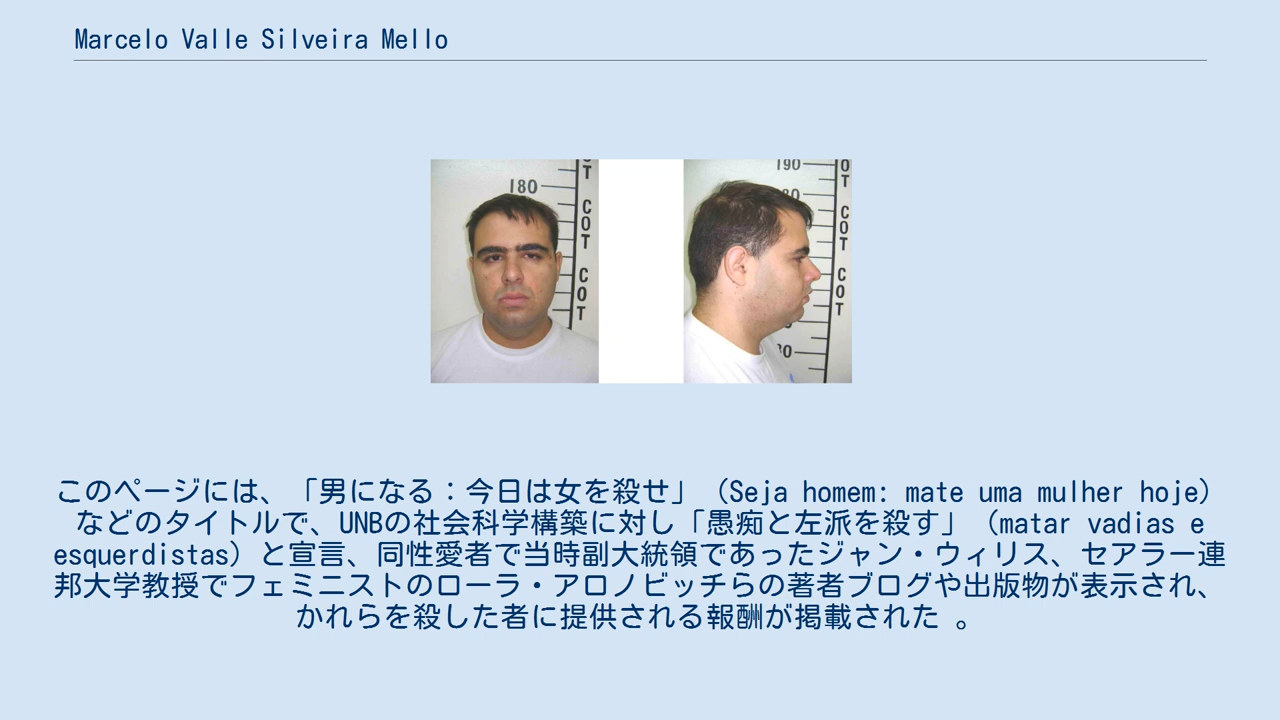 Marcelo Valle Silveira Mello
190
180
80
COT
COT
COT
COT
このページには、「男になる：今日は女を殺せ」（Seja homem: mate uma mulher hoje）
などのタイトルで、UNBの社会科学構築に対し「愚痴と左派を殺す」（matar vadias e
esquerdistas）と宣言、同性愛者で当時副大統領であったジャン・ウィリス、セアラー連
邦大学教授でフェミニストのローラ・アロノビッチらの著者ブログや出版物が表示され、
かれらを殺した者に提供される報酬が掲載された 。